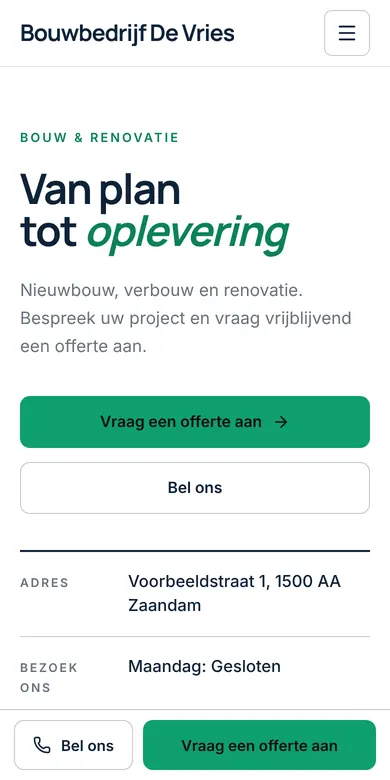 Bouwbedrijf De Vries
BOUW & RENOVATIE
Van plan
tot oplevering
Nieuwbouw, verbouw en renovatie.
Bespreek uw project en vraag vrijblijvend
een offerte aan.
Vraag een offerte aan →
Bel ons
ADRES
Voorbeeldstraat 1, 1500 AA
Zaandam
BEZOEK
ONS
Maandag: Gesloten
Bel ons
Vraag een offerte aan